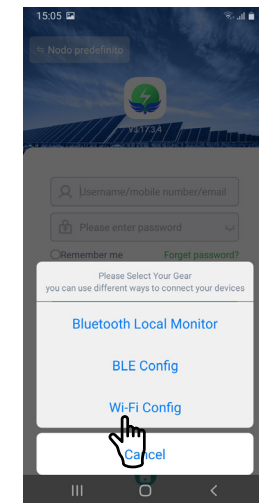 15:05
Nodo predefinito
V3.17.3.4
Username/mobile number/email
Please enter password
Remember me Forget password?
Please Select Your Gear
you can use different ways to connect your devices
Bluetooth Local Monitor
BLE Config
Wi-Fi Config
Cancel